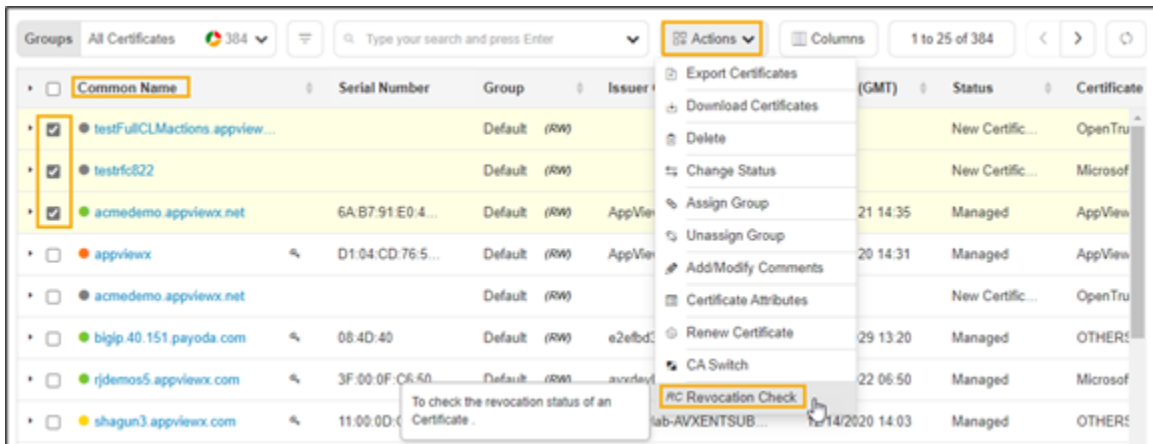 Groups All Certificates 384 Type your search and press Enter Actions Columns 1 to 25 of 384
Common Name Serial Number Group Issuer (GMT) Status Certificate
Export Certificates
Download Certificates
Delete
Change Status
Assign Group
Unassign Group
Add/Modify Comments
Certificate Attributes
Renew Certificate
CA Switch
RC Revocation Check
testFullCLMactions.appview... Default (RW) New Certific... OpenTru
testrfc822 Default (RW) New Certific... Microsof
acmedemo.appviewx.net 6A:B7:91:E0:4... Default (RW) AppView 21 14:35 Managed AppView
appviewx D1:04:CD:76:5... Default (RW) AppView 20 14:31 Managed AppView
acmedemo.appviewx.net Default (RW) New Certific... OpenTru
bigip.40.151.payoda.com 08:4D:40 Default (RW) e2efbd3 29 13:20 Managed OTHERS
rjdemos5.appviewx.com 3F:00:0F:C6:50 Default (RW) 22 06:50 Managed Microsof
To check the revocation status of an
Certificate .
shagun3.appviewx.com 11:00:0D: lab-AVXENTSUB... 12/14/2020 14:03 Managed OTHERS